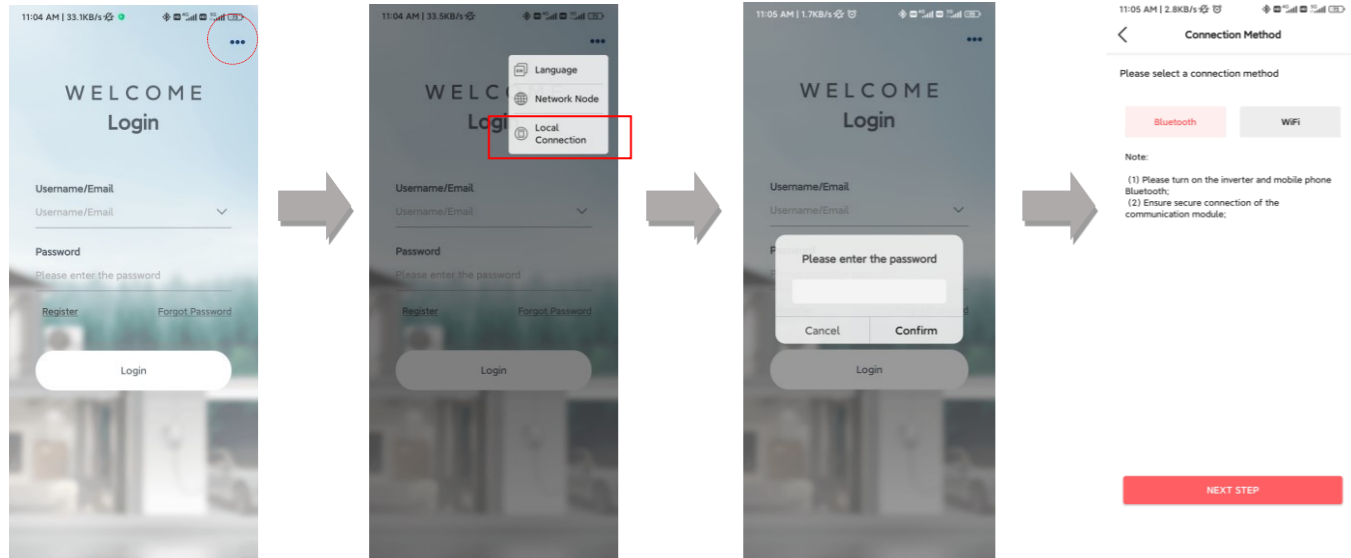 11:04 AM | 33.1KB/s
WELCOME
Login
Username/Email
Username/Email
Password
Please enter the password
Register Forgot Password
Login
11:04 AM | 33.5KB/s
Language
Network Node
Local
Connection
WELC
Logi
Username/Email
Username/Email
Password
Please enter the password
Register Forgot Password
Login
11:05 AM | 1.7KB/s
WELCOME
Login
Username/Email
Username/Email
Please enter the password
Cancel Confirm
Login
11:05 AM | 2.8KB/s
Connection Method
Please select a connection method
Bluetooth WiFi
Note:
(1) Please turn on the inverter and mobile phone
Bluetooth;
(2) Ensure secure connection of the
communication module;
NEXT STEP